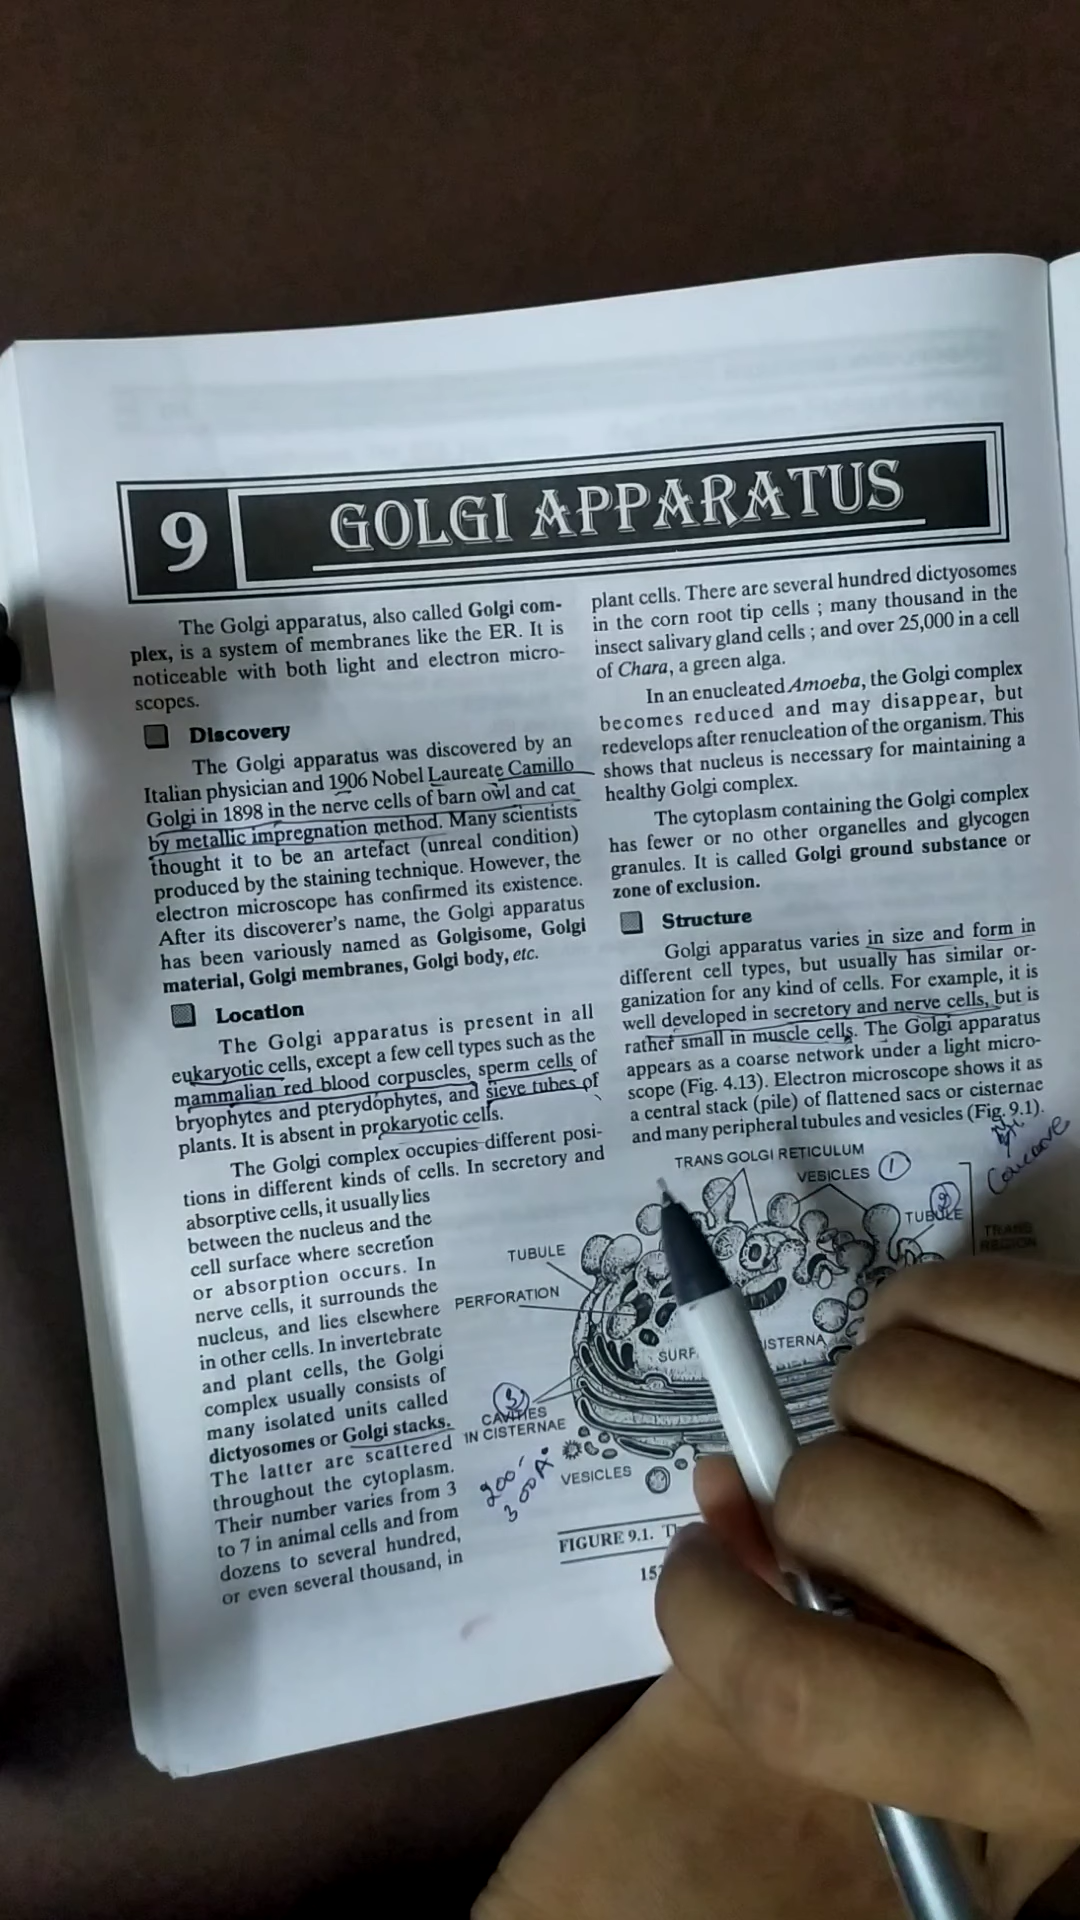 9
GOLGI APPARATUS
The Golgi apparatus, also called Golgi com-
plex, is a system of membranes like the ER. It is
noticeable with both light and electron micro-
scopes.
Discovery
The Golgi apparatus was discovered by an
Italian physician and 1906 Nobel Laureate Camillo
Golgi in 1898 in the nerve cells of barn owl and cat
by metallic impregnation method. Many scientists
thought it to be an artefact (unreal condition)
produced by the staining technique. However, the
electron microscope has confirmed its existence.
After its discoverer's name, the Golgi apparatus
has been variously named as Golgisome, Golgi
material, Golgi membranes, Golgi body, etc.
Location
The Golgi apparatus is present in all
eukaryotic cells, except a few cell types such as the
mammalian red blood corpuscles, sperm cells of
bryophytes and pterydophytes, and sieve tubes of
plants. It is absent in prokaryotic cells.
The Golgi complex occupies different posi-
tions in different kinds of cells. In secretory and
absorptive cells, it usually lies
between the nucleus and the
cell surface where secretion
or absorption occurs. In
nerve cells, it surrounds the
nucleus, and lies elsewhere
in other cells. In invertebrate
and plant cells, the Golgi
complex usually consists of
many isolated units called
dictyosomes or Golgi stacks.
The latter are scattered
throughout the cytoplasm.
Their number varies from 3
to 7 in animal cells and from
dozens to several hundred,
or even several thousand, in
plant cells. There are several hundred dictyosomes
in the corn root tip cells ; many thousand in the
insect salivary gland cells ; and over 25,000 in a cell
of Chara, a green alga.
In an enucleated Amoeba, the Golgi complex
becomes reduced and may disappear, but
redevelops after renucleation of the organism. This
shows that nucleus is necessary for maintaining a
healthy Golgi complex.
The cytoplasm containing the Golgi complex
has fewer or no other organelles and glycogen
granules. It is called Golgi ground substance or
zone of exclusion.
Structure
Golgi apparatus varies in size and form in
different cell types, but usually has similar or-
ganization for any kind of cells. For example, it is
well developed in secretory and nerve cells, but is
rather small in muscle cells. The Golgi apparatus
appears as a coarse network under a light micro-
scope (Fig. 4.13). Electron microscope shows it as
a central stack (pile) of flattened sacs or cisternae
and many peripheral tubules and vesicles (Fig. 9.1).
Concave
TRANS GOLGI RETICULUM
VESICLES 1
2
TUBULE
TRANS
REGION
TUBULE
PERFORATION
3
CAVITIES
IN CISTERNAE
200-
300A°
VESICLES
FIGURE 9.1.